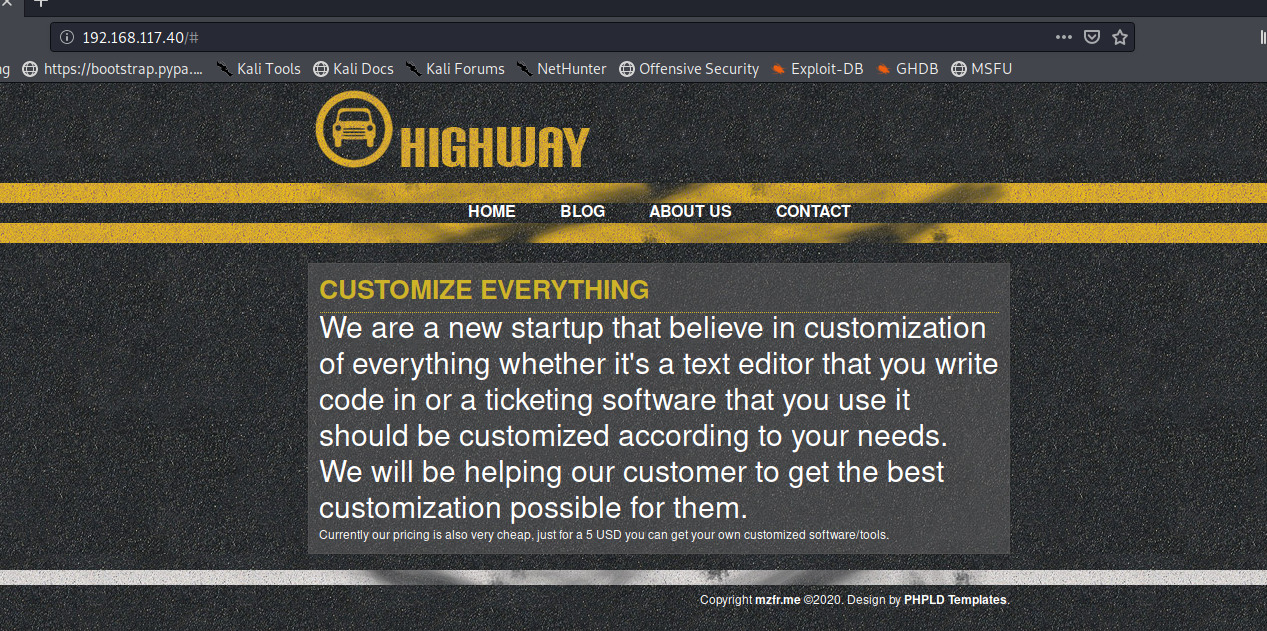 192.168.117.40/#
https://bootstrap.pypa.... Kali Tools Kali Docs Kali Forums NetHunter Offensive Security Exploit-DB GHDB MSFU
HIGHWAY
HOME BLOG ABOUT US CONTACT
CUSTOMIZE EVERYTHING
We are a new startup that believe in customization
of everything whether it's a text editor that you write
code in or a ticketing software that you use it
should be customized according to your needs.
We will be helping our customer to get the best
customization possible for them.
Currently our pricing is also very cheap, just for a 5 USD you can get your own customized software/tools.
Copyright mzfr.me ©2020. Design by PHPLD Templates.